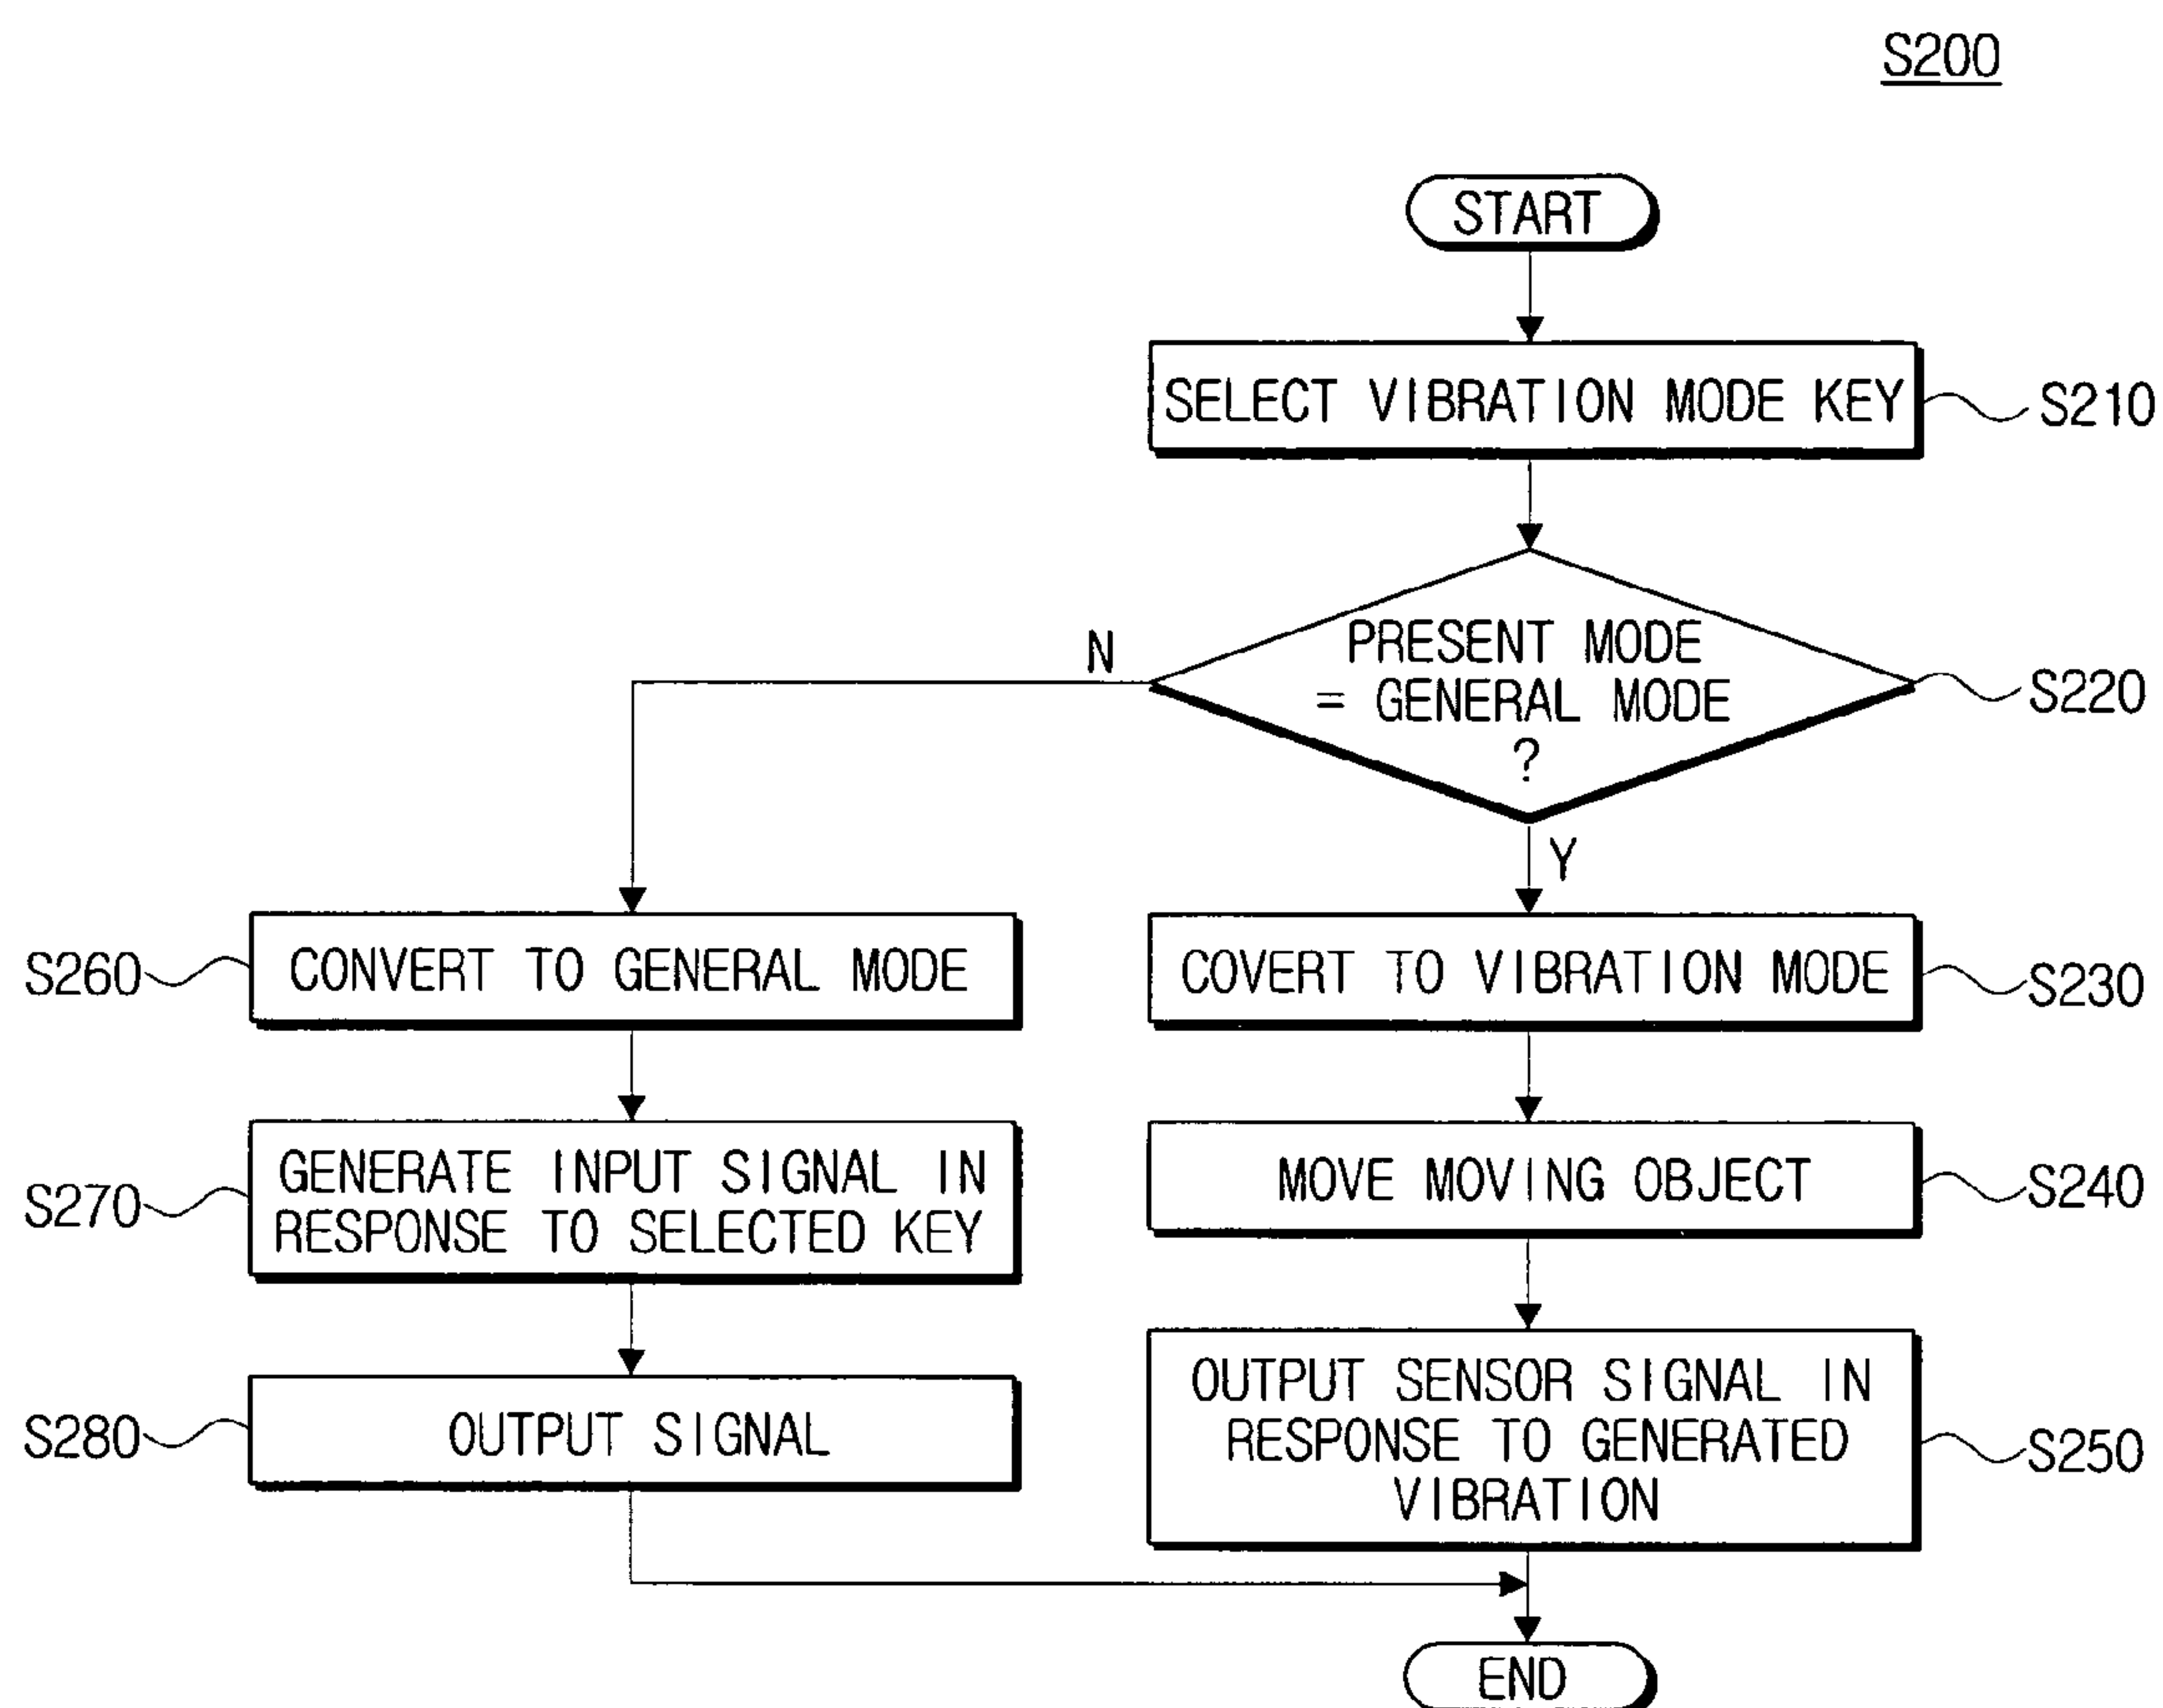 S200
START
SELECT VIBRATION MODE KEY
S210
PRESENT MODE
= GENERAL MODE
?
S220
N
Y
S260
CONVERT TO GENERAL MODE
COVERT TO VIBRATION MODE
S230
S270
GENERATE INPUT SIGNAL IN
RESPONSE TO SELECTED KEY
MOVE MOVING OBJECT
S240
S280
OUTPUT SIGNAL
OUTPUT SENSOR SIGNAL IN
RESPONSE TO GENERATED
VIBRATION
S250
END